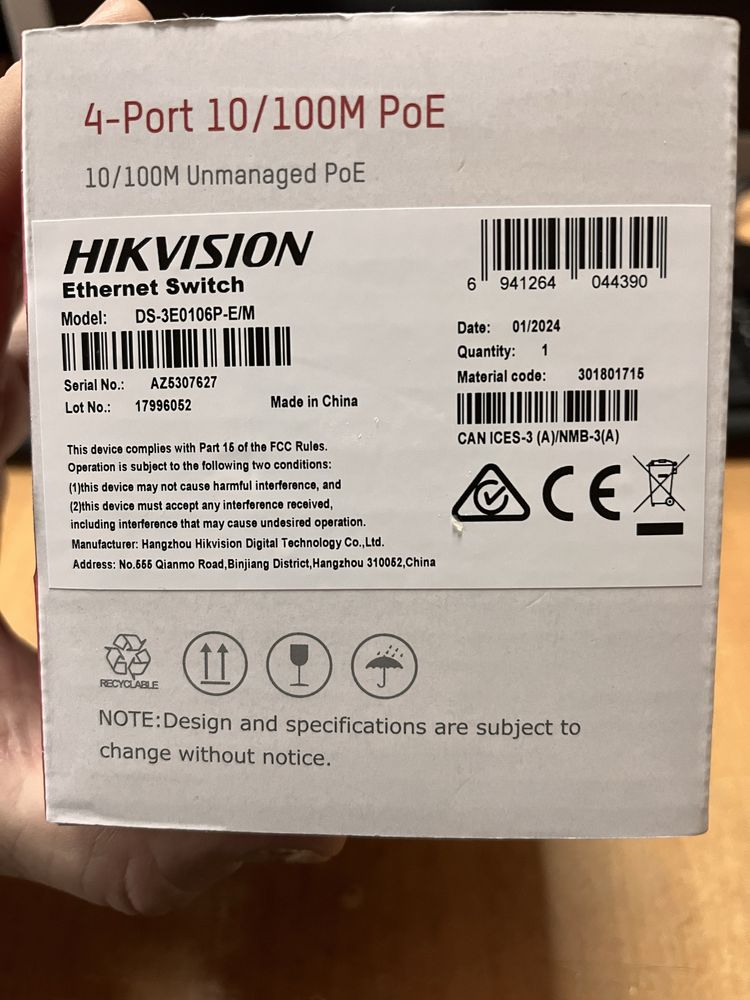 4-Port 10/100M PoE
10/100M Unmanaged PoE
HIKVISION
Ethernet Switch
Model: DS-3E0106P-E/M
Serial No.: AZ5307627
Lot No.: 17996052
Made in China
6 941264 044390
Date: 01/2024
Quantity: 1
Material code: 301801715
CAN ICES-3 (A)/NMB-3(A)
This device complies with Part 15 of the FCC Rules.
Operation is subject to the following two conditions:
(1)this device may not cause harmful interference, and
(2)this device must accept any interference received,
including interference that may cause undesired operation.
Manufacturer: Hangzhou Hikvision Digital Technology Co.,Ltd.
Address: No.555 Qianmo Road,Binjiang District,Hangzhou 310052,China
CE
RECYCLABLE
NOTE:Design and specifications are subject to
change without notice.